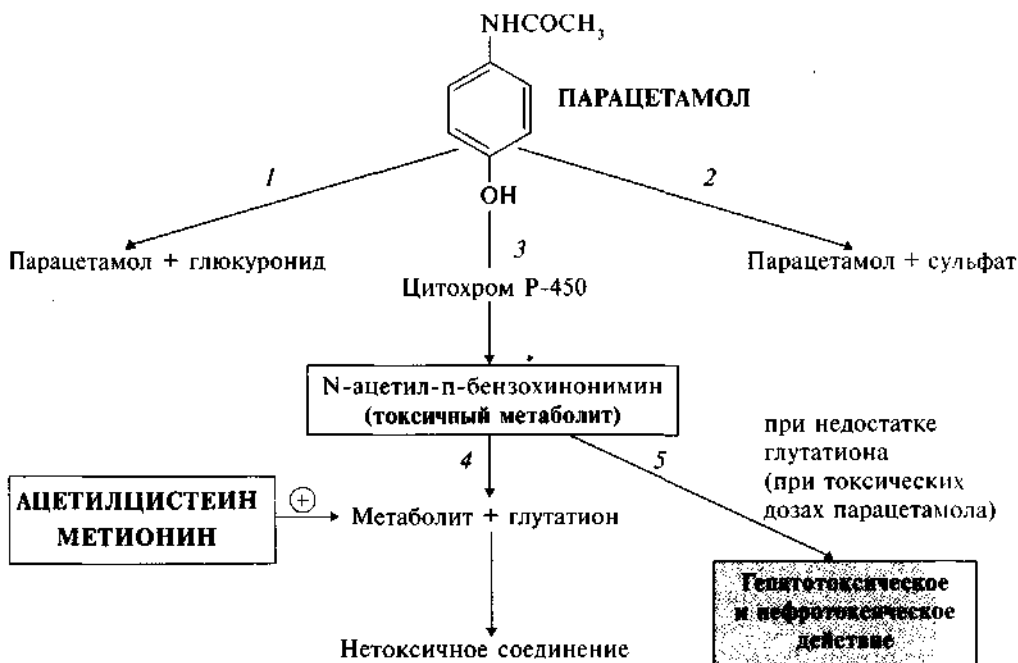 NHCOCH₃
ПАРАЦЕТАМОЛ
1
2
OH
3
Парацетамол + глюкуронид
Парацетамол + сульфат
Цитохром Р-450
N-ацетил-п-бензохинонимин
(токсичный метаболит)
4
5
при недостатке
глутатиона
(при токсических
дозах парацетамола)
АЦЕТИЛЦИСТЕИН
МЕТИОНИН
+
Метаболит + глутатион
Гепатотоксическое
и нефротоксическое
действие
Нетоксичное соединение